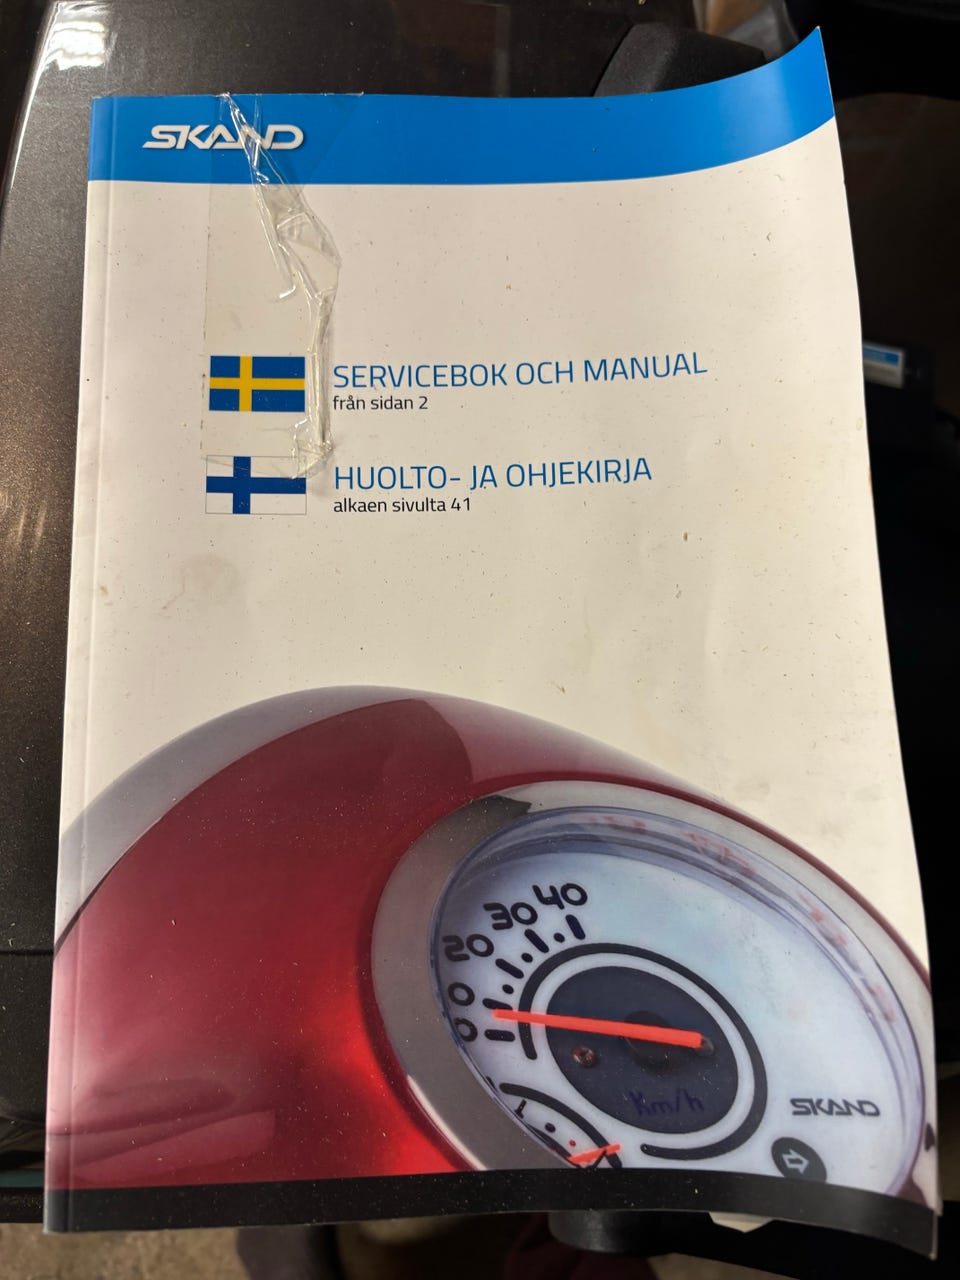 SKAND
SERVICEBOK OCH MANUAL
från sidan 2
HUOLTO- JA OHJEKIRJA
alkaen sivulta 41
40
30
20
0
Km/h
SKAND